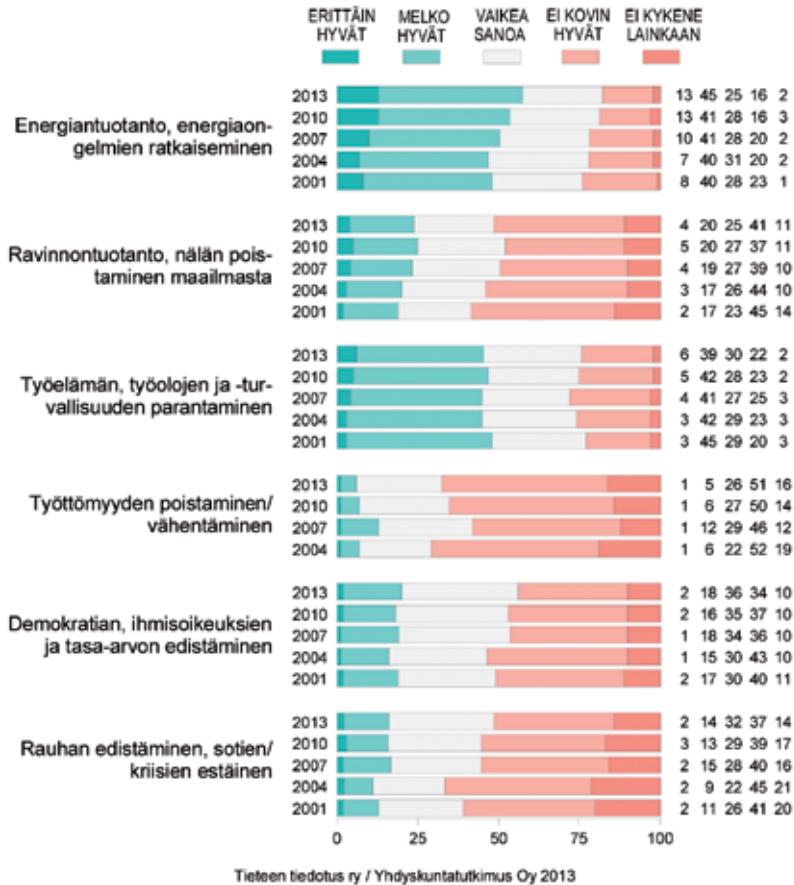 ERITTÄIN HYVÄT
MELKO HYVÄT
VAIKEA SANOA
EI KOVIN HYVÄT
EI KYKENE LAINKAAN
Energiantuotanto, energiaon-
gelmien ratkaiseminen
2013 13 45 25 16 2
2010 13 41 28 16 3
2007 10 41 28 20 2
2004 7 40 31 20 2
2001 8 40 28 23 1
Ravinnontuotanto, nälän pois-
taminen maailmasta
2013 4 20 25 41 11
2010 5 20 27 37 11
2007 4 19 27 39 10
2004 3 17 26 44 10
2001 2 17 23 45 14
Työelämän, työolojen ja -tur-
vallisuuden parantaminen
2013 6 39 30 22 2
2010 5 42 28 23 2
2007 4 41 27 25 3
2004 3 42 29 23 3
2001 3 45 29 20 3
Työttömyyden poistaminen/
vähentäminen
2013 1 5 26 51 16
2010 1 6 27 50 14
2007 1 12 29 46 12
2004 1 6 22 52 19
Demokratian, ihmisoikeuksien
ja tasa-arvon edistäminen
2013 2 18 36 34 10
2010 2 16 35 37 10
2007 1 18 34 36 10
2004 1 15 30 43 10
2001 2 17 30 40 11
Rauhan edistäminen, sotien/
kriisien estäinen
2013 2 14 32 37 14
2010 3 13 29 39 17
2007 2 15 28 40 16
2004 2 9 22 45 21
2001 2 11 26 41 20
0 25 50 75 100
Tieteen tiedotus ry / Yhdyskuntatutkimus Oy 2013